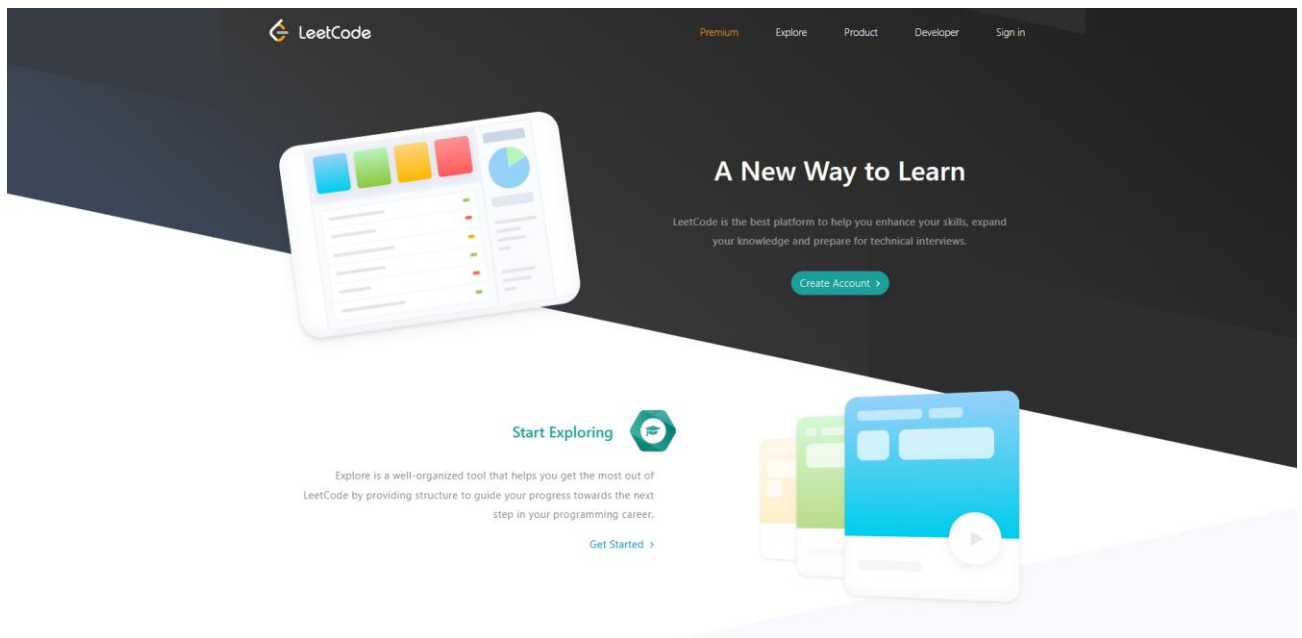 LeetCode
Premium Explore Product Developer Sign in
A New Way to Learn
LeetCode is the best platform to help you enhance your skills, expand
your knowledge and prepare for technical interviews.
Create Account >
Start Exploring
Explore is a well-organized tool that helps you get the most out of
LeetCode by providing structure to guide your progress towards the next
step in your programming career.
Get Started >